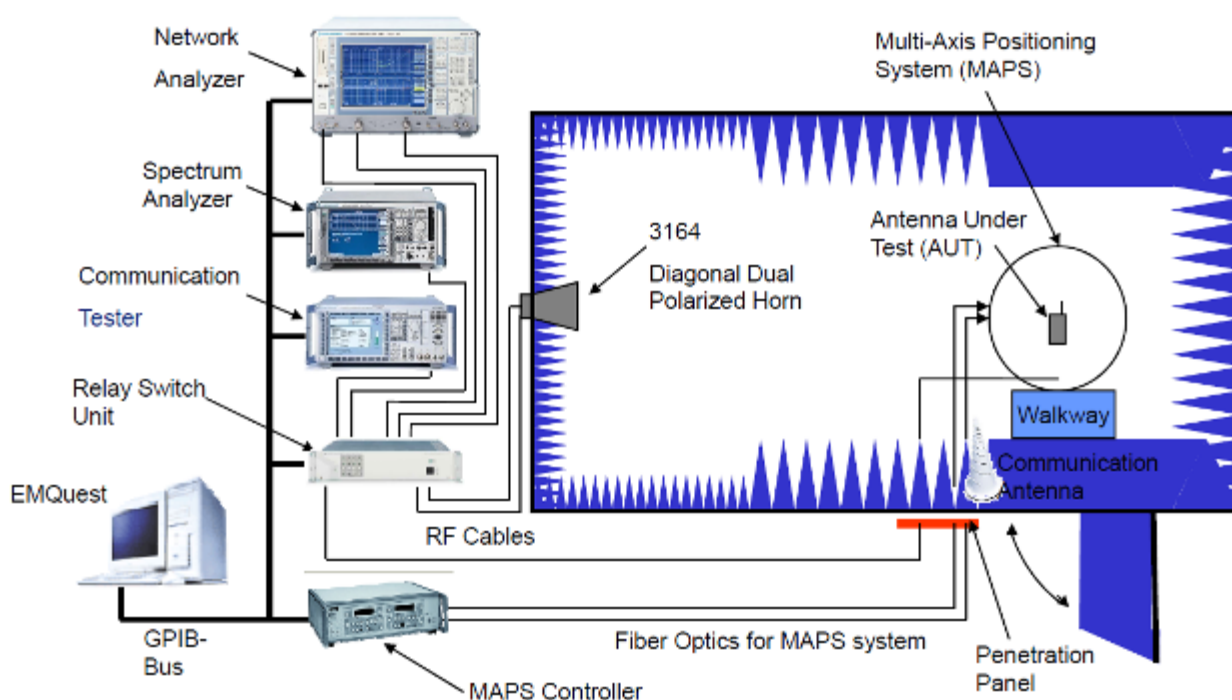 Network
Analyzer
Multi-Axis Positioning
System (MAPS)
Spectrum
Analyzer
3164
Diagonal Dual
Polarized Horn
Antenna Under
Test (AUT)
Communication
Tester
Relay Switch
Unit
Walkway
Communication
Antenna
EMQuest
RF Cables
GPIB-
Bus
Fiber Optics for MAPS system
Penetration
Panel
MAPS Controller